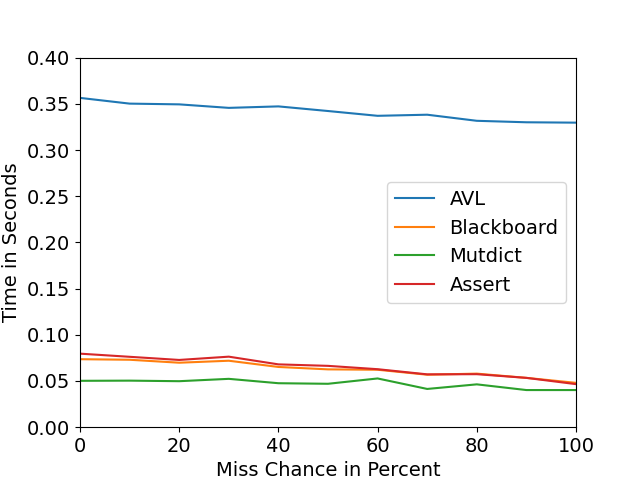 0.40
0.35
0.30
0.25
0.20
0.15
0.10
0.05
0.00
Time in Seconds
AVL
Blackboard
Mutdict
Assert
0 20 40 60 80 100
Miss Chance in Percent